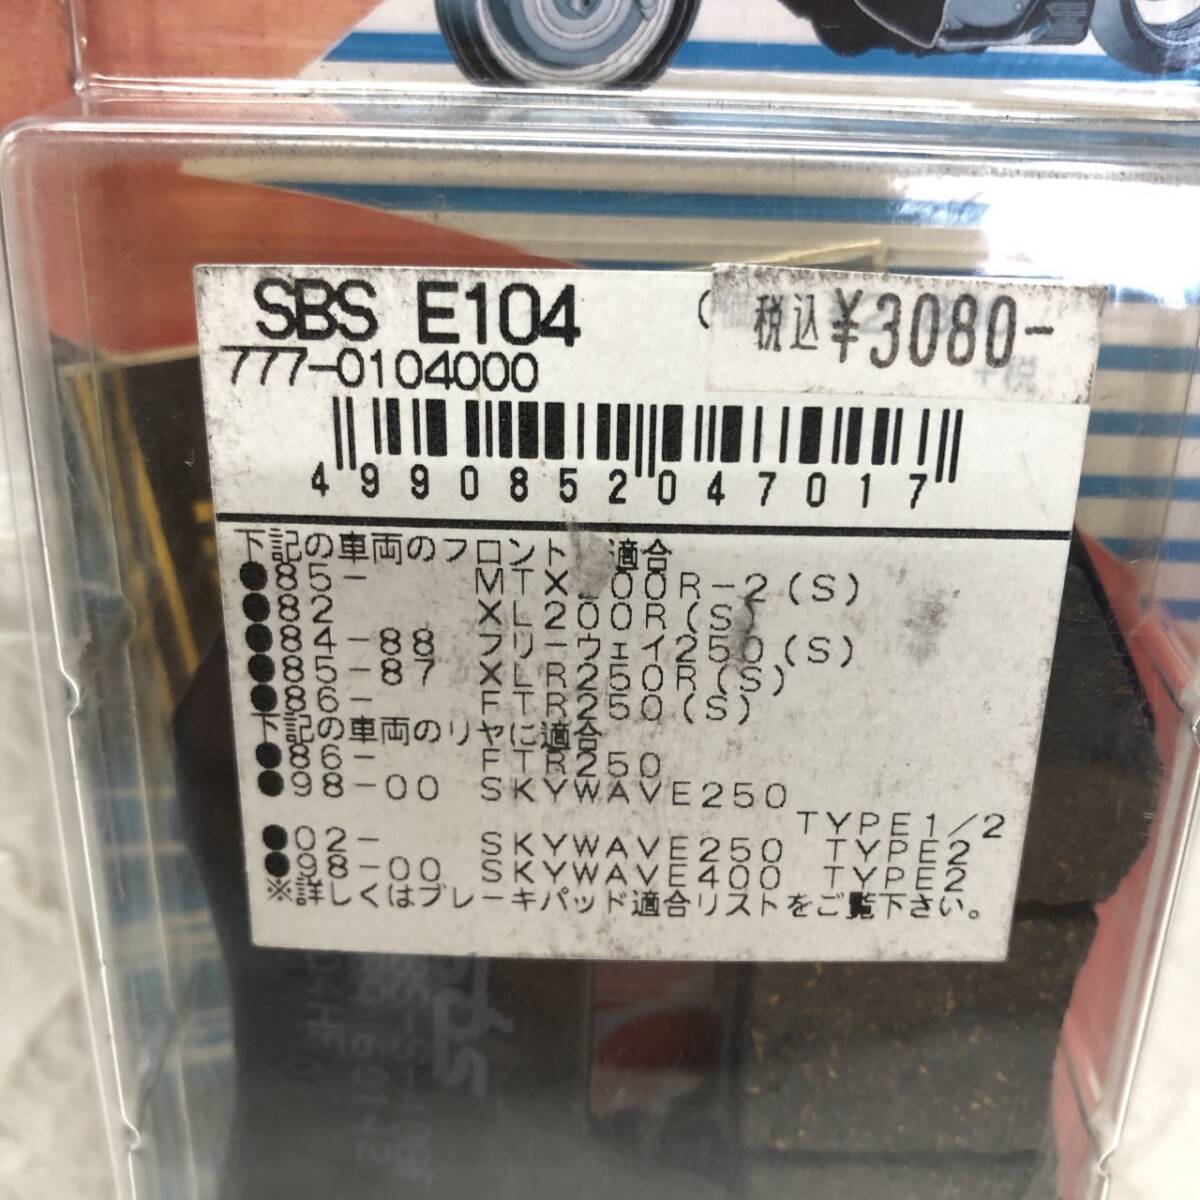 SBS E104
税込¥3080-
777-0104000
4990852047017
下記の車両のフロント 適合
●85- MTX 00R-2(S)
●82 XL200R(S)
●84-88 フリーウェイ250(S)
●85-87 XLR250R(S)
●86- FTR250(S)
下記の車両のリヤに適合
●86- FTR250
●98-00 SKYWAVE250
TYPE1/2
●02- SKYWAVE250 TYPE2
●98-00 SKYWAVE400 TYPE2
※詳しくはブレーキパッド適合リストをご覧下さい。